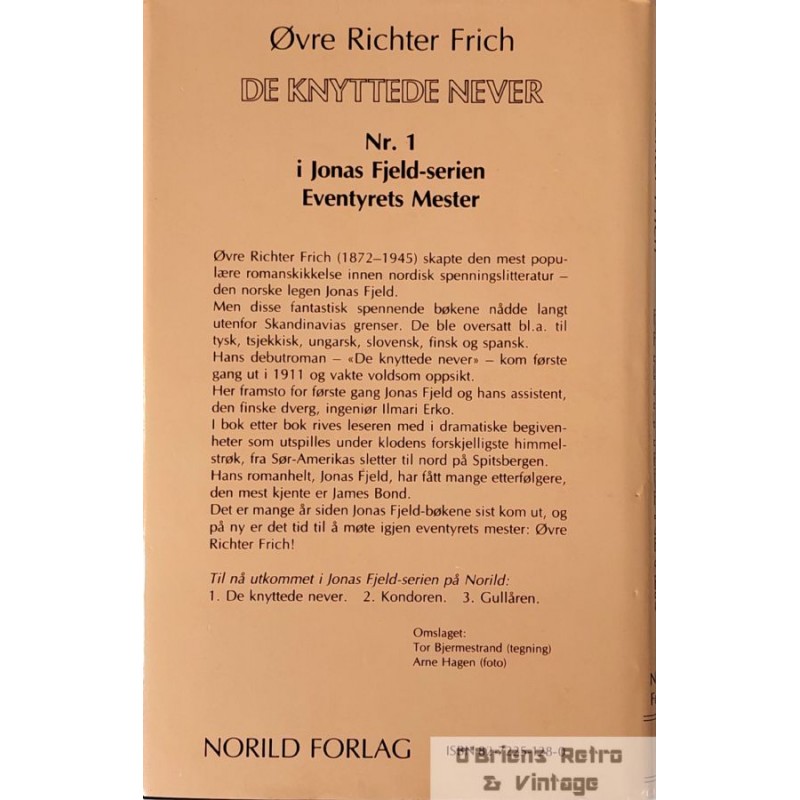 Øvre Richter Frich
DE KNYTTEDE NEVER
Nr. 1
i Jonas Fjeld-serien
Eventyrets Mester
Øvre Richter Frich (1872–1945) skapte den mest popu-
lære romanskikkelse innen nordisk spenningslitteratur –
den norske legen Jonas Fjeld.
Men disse fantastisk spennende bøkene nådde langt
utenfor Skandinavias grenser. De ble oversatt bl.a. til
tysk, tsjekkisk, ungarsk, slovensk, finsk og spansk.
Hans debutroman – «De knyttede never» – kom første
gang ut i 1911 og vakte voldsom oppsikt.
Her framsto for første gang Jonas Fjeld og hans assistent,
den finske dverg, ingeniør Ilmari Erko.
I bok etter bok rives leseren med i dramatiske begiven-
heter som utspilles under klodens forskjelligste himmel-
strøk, fra Sør-Amerikas sletter til nord på Spitsbergen.
Hans romanhelt, Jonas Fjeld, har fått mange etterfølgere,
den mest kjente er James Bond.
Det er mange år siden Jonas Fjeld-bøkene sist kom ut, og
på ny er det tid til å møte igjen eventyrets mester: Øvre
Richter Frich!
Til nå utkommet i Jonas Fjeld-serien på Norild:
1. De knyttede never. 2. Kondoren. 3. Gullåren.
Omslaget:
Tor Bjermestrand (tegning)
Arne Hagen (foto)
NORILD FORLAG
ISBN
O'Briens Retro
& Vintage